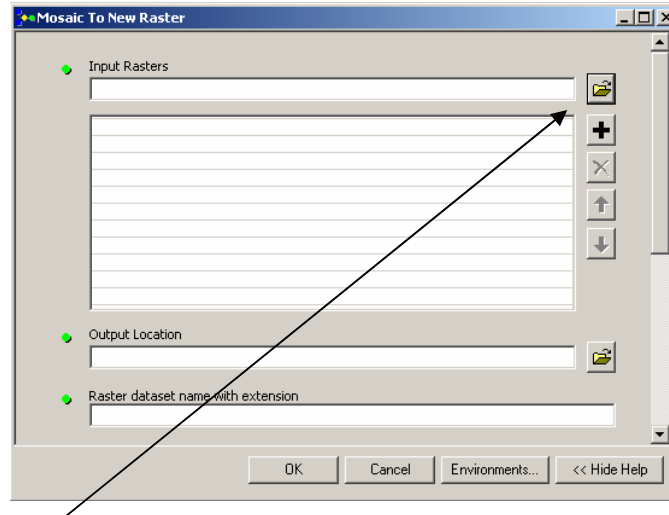 Mosaic To New Raster
Input Rasters
Output Location
Raster dataset name with extension
OK Cancel Environments... << Hide Help